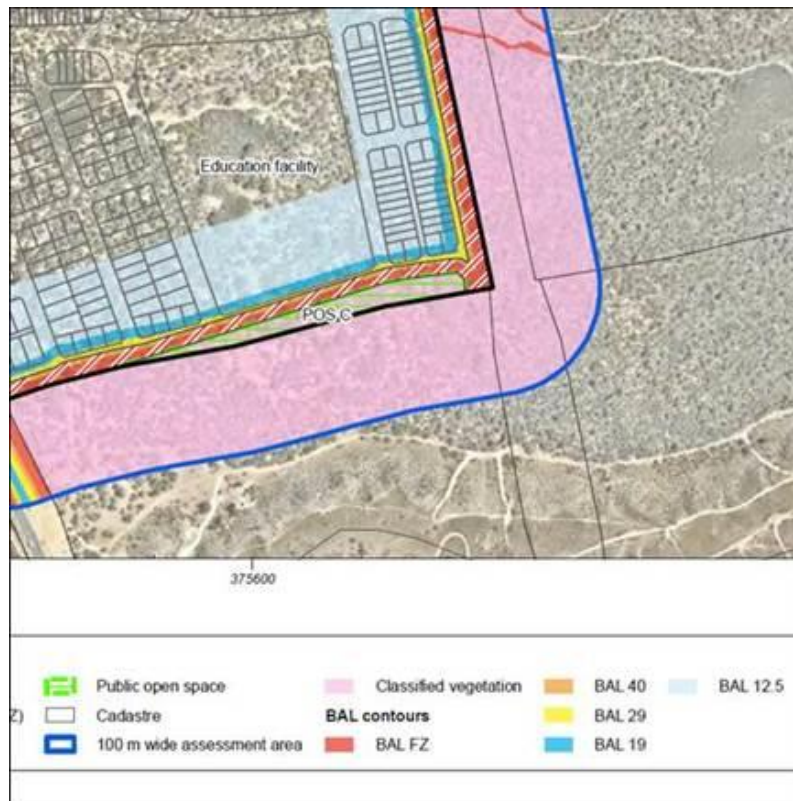 Education facility
POS C
375600
Public open space
Classified vegetation
BAL 40
BAL 12.5
Z)
Cadastre
BAL contours
BAL 29
100 m wide assessment area
BAL FZ
BAL 19